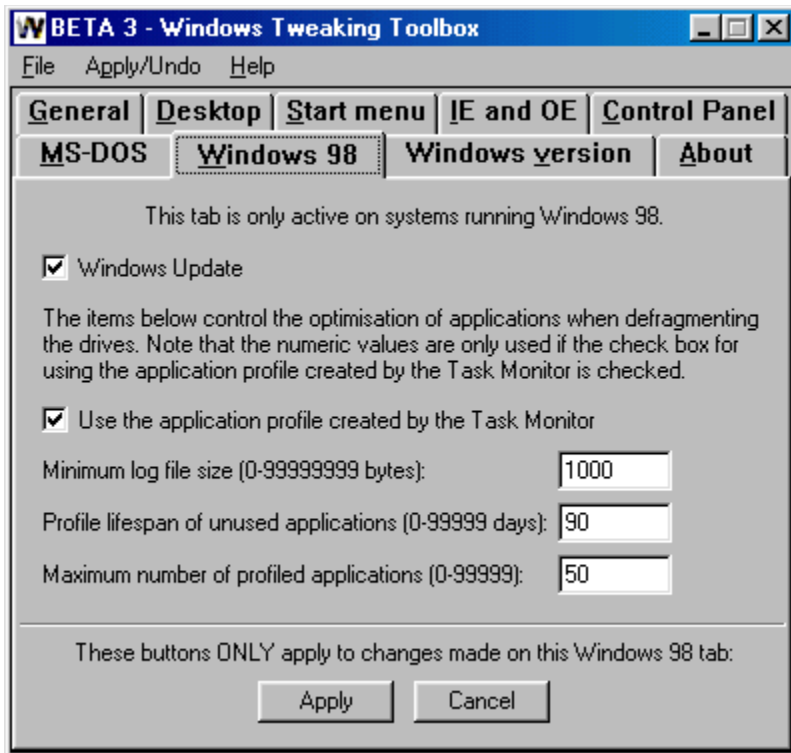 BETA 3 - Windows Tweaking Toolbox
File Apply/Undo Help
General Desktop Start menu IE and OE Control Panel
MS-DOS Windows 98 Windows version About
This tab is only active on systems running Windows 98.
Windows Update
The items below control the optimisation of applications when defragmenting
the drives. Note that the numeric values are only used if the check box for
using the application profile created by the Task Monitor is checked.
Use the application profile created by the Task Monitor
Minimum log file size (0-99999999 bytes): 1000
Profile lifespan of unused applications (0-99999 days): 90
Maximum number of profiled applications (0-99999): 50
These buttons ONLY apply to changes made on this Windows 98 tab:
Apply Cancel